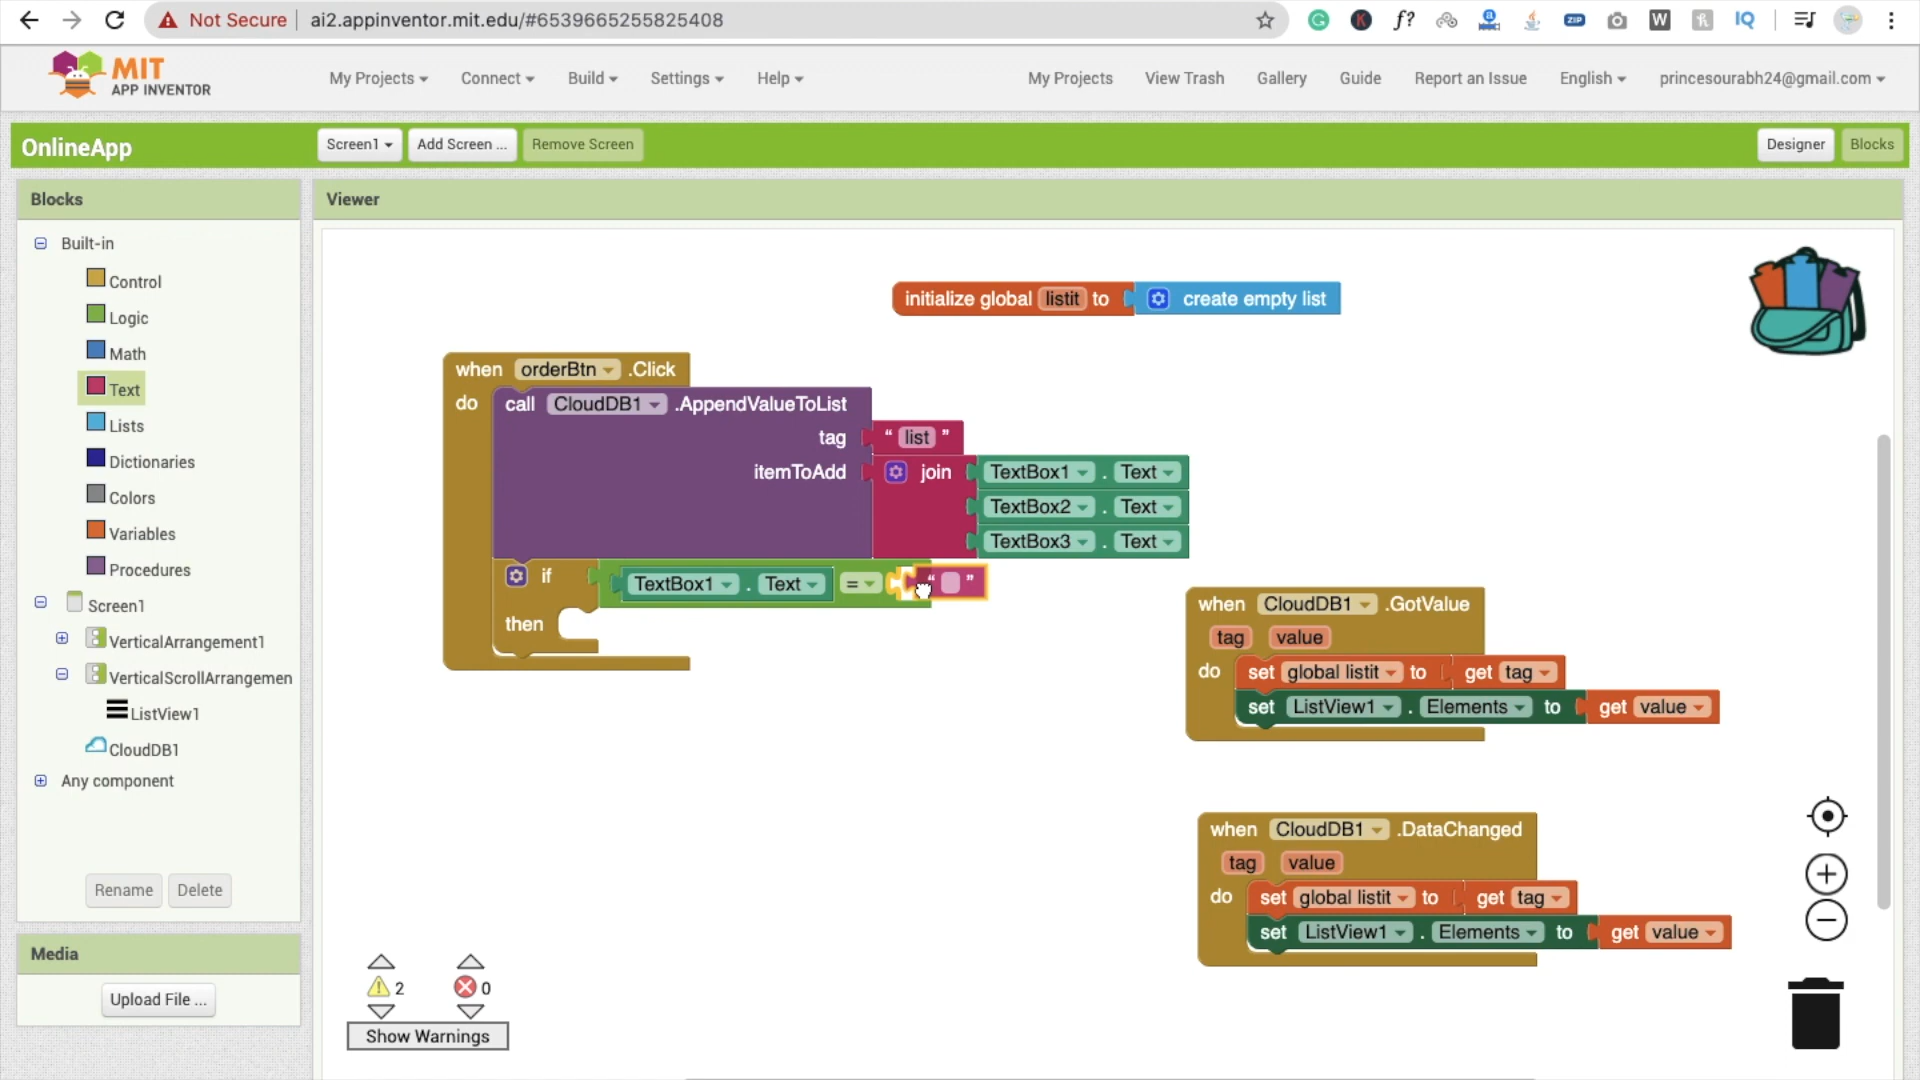 Not Secure
ai2.appinventor.mit.edu/#6539665255825408
f?
ZIP
W
IQ
MIT
APP INVENTOR
My Projects
Connect
Build
Settings
Help
My Projects
View Trash
Gallery
Guide
Report an Issue
English
princesourabh24@gmail.com
OnlineApp
Screen1
Add Screen ...
Remove Screen
Designer
Blocks
Blocks
Viewer
Built-in
Control
Logic
Math
Text
Lists
Dictionaries
Colors
Variables
Procedures
Screen1
VerticalArrangement1
VerticalScrollArrangemen
ListView1
CloudDB1
Any component
Rename
Delete
Media
Upload File ...
initialize global listit to create empty list
when orderBtn .Click
do call CloudDB1 .AppendValueToList
tag " list "
itemToAdd join TextBox1 . Text
TextBox2 . Text
TextBox3 . Text
if TextBox1 . Text = " "
then
when CloudDB1 .GotValue
tag value
do set global listit to get tag
set ListView1 . Elements to get value
when CloudDB1 .DataChanged
tag value
do set global listit to get tag
set ListView1 . Elements to get value
2 0
Show Warnings